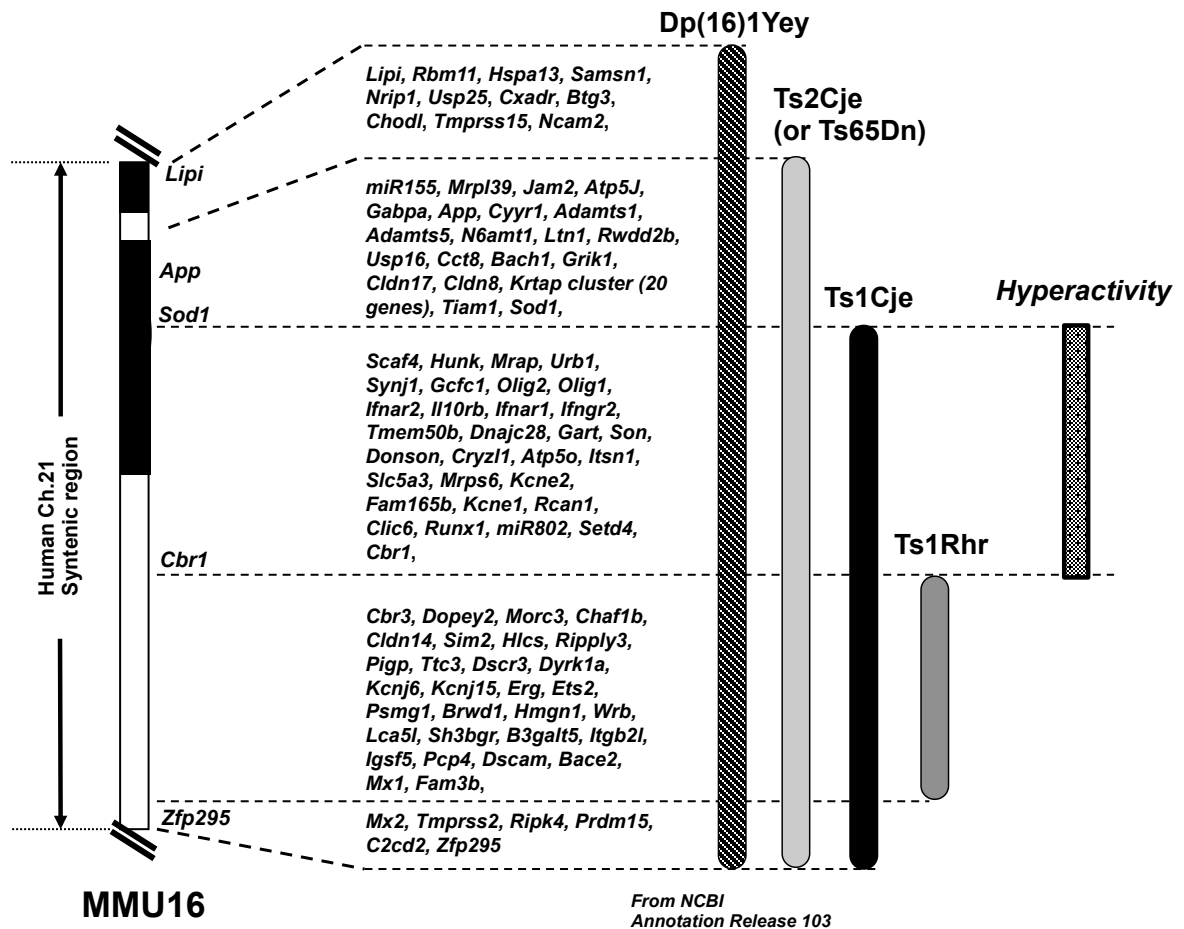 Dp(16)1Yey
Lipi, Rbm11, Hspa13, Samsn1,
Nrip1, Usp25, Cxadr, Btg3,
Chodl, Tmprss15, Ncam2,
Ts2Cje
(or Ts65Dn)
Lipi
miR155, Mrpl39, Jam2, Atp5J,
Gabpa, App, Cyyr1, Adamts1,
Adamts5, N6amt1, Ltn1, Rwdd2b,
Usp16, Cct8, Bach1, Grik1,
Cldn17, Cldn8, Krtap cluster (20
genes), Tiam1, Sod1,
App
Sod1
Ts1Cje
Hyperactivity
Scaf4, Hunk, Mrap, Urb1,
Synj1, Gcfc1, Olig2, Olig1,
Ifnar2, Il10rb, Ifnar1, Ifngr2,
Tmem50b, Dnajc28, Gart, Son,
Donson, Cryzl1, Atp5o, Itsn1,
Slc5a3, Mrps6, Kcne2,
Fam165b, Kcne1, Rcan1,
Clic6, Runx1, miR802, Setd4,
Cbr1,
Human Ch.21
Syntenic region
Cbr1
Ts1Rhr
Cbr3, Dopey2, Morc3, Chaf1b,
Cldn14, Sim2, Hlcs, Ripply3,
Pigp, Ttc3, Dscr3, Dyrk1a,
Kcnj6, Kcnj15, Erg, Ets2,
Psmg1, Brwd1, Hmgn1, Wrb,
Lca5l, Sh3bgr, B3galt5, Itgb2l,
Igsf5, Pcp4, Dscam, Bace2,
Mx1, Fam3b,
Zfp295
Mx2, Tmprss2, Ripk4, Prdm15,
C2cd2, Zfp295
MMU16
From NCBI
Annotation Release 103